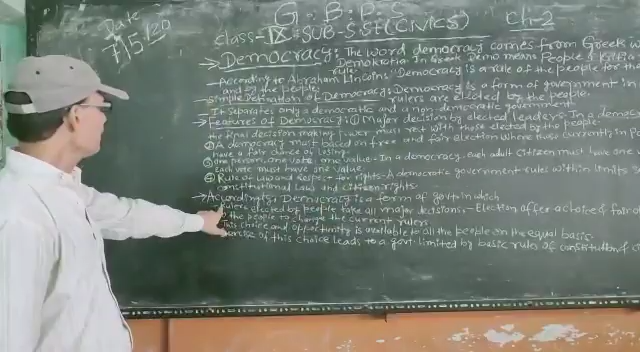 G. B. P. S
Date
7/5/20
Class-IX SUB-S.St(CIVICS) Ch-2
→ Democracy: The word democracy comes from Greek w
Demokratia. In Greek Demo means People & kratia
rule.
→ According to Abraham Lincoln "Democracy is a rule of the people for th
and by the people.
→ Simple Definition of Democracy: Democracy is a form of government in
rulers are elected by the people.
It separates only a democratic and a non-democratic government
→ Features of Democracy: ① Major decision by elected leaders- In a democ
the final decision making power must rest with those elected by the people.
② A democracy must based on free and fair election where those currently in p
have a fair chance of losing.
③ One person, one vote, one value- In a democracy each adult citizen must have one v
Each vote must have one value.
④ Rule of Law and Respect for rights- A democratic government rules within limits s
constitutional Law and citizen rights.
→ Accordingly: Democracy is a form of govt in which
Rulers elected by people take all major decisions. - Election offer a choice & fair o
to the people to change the current rulers.
This choice and opportunity is available to all the people on the equal basis.
of this choice leads to a govt. limited by basic rules of constitution & c